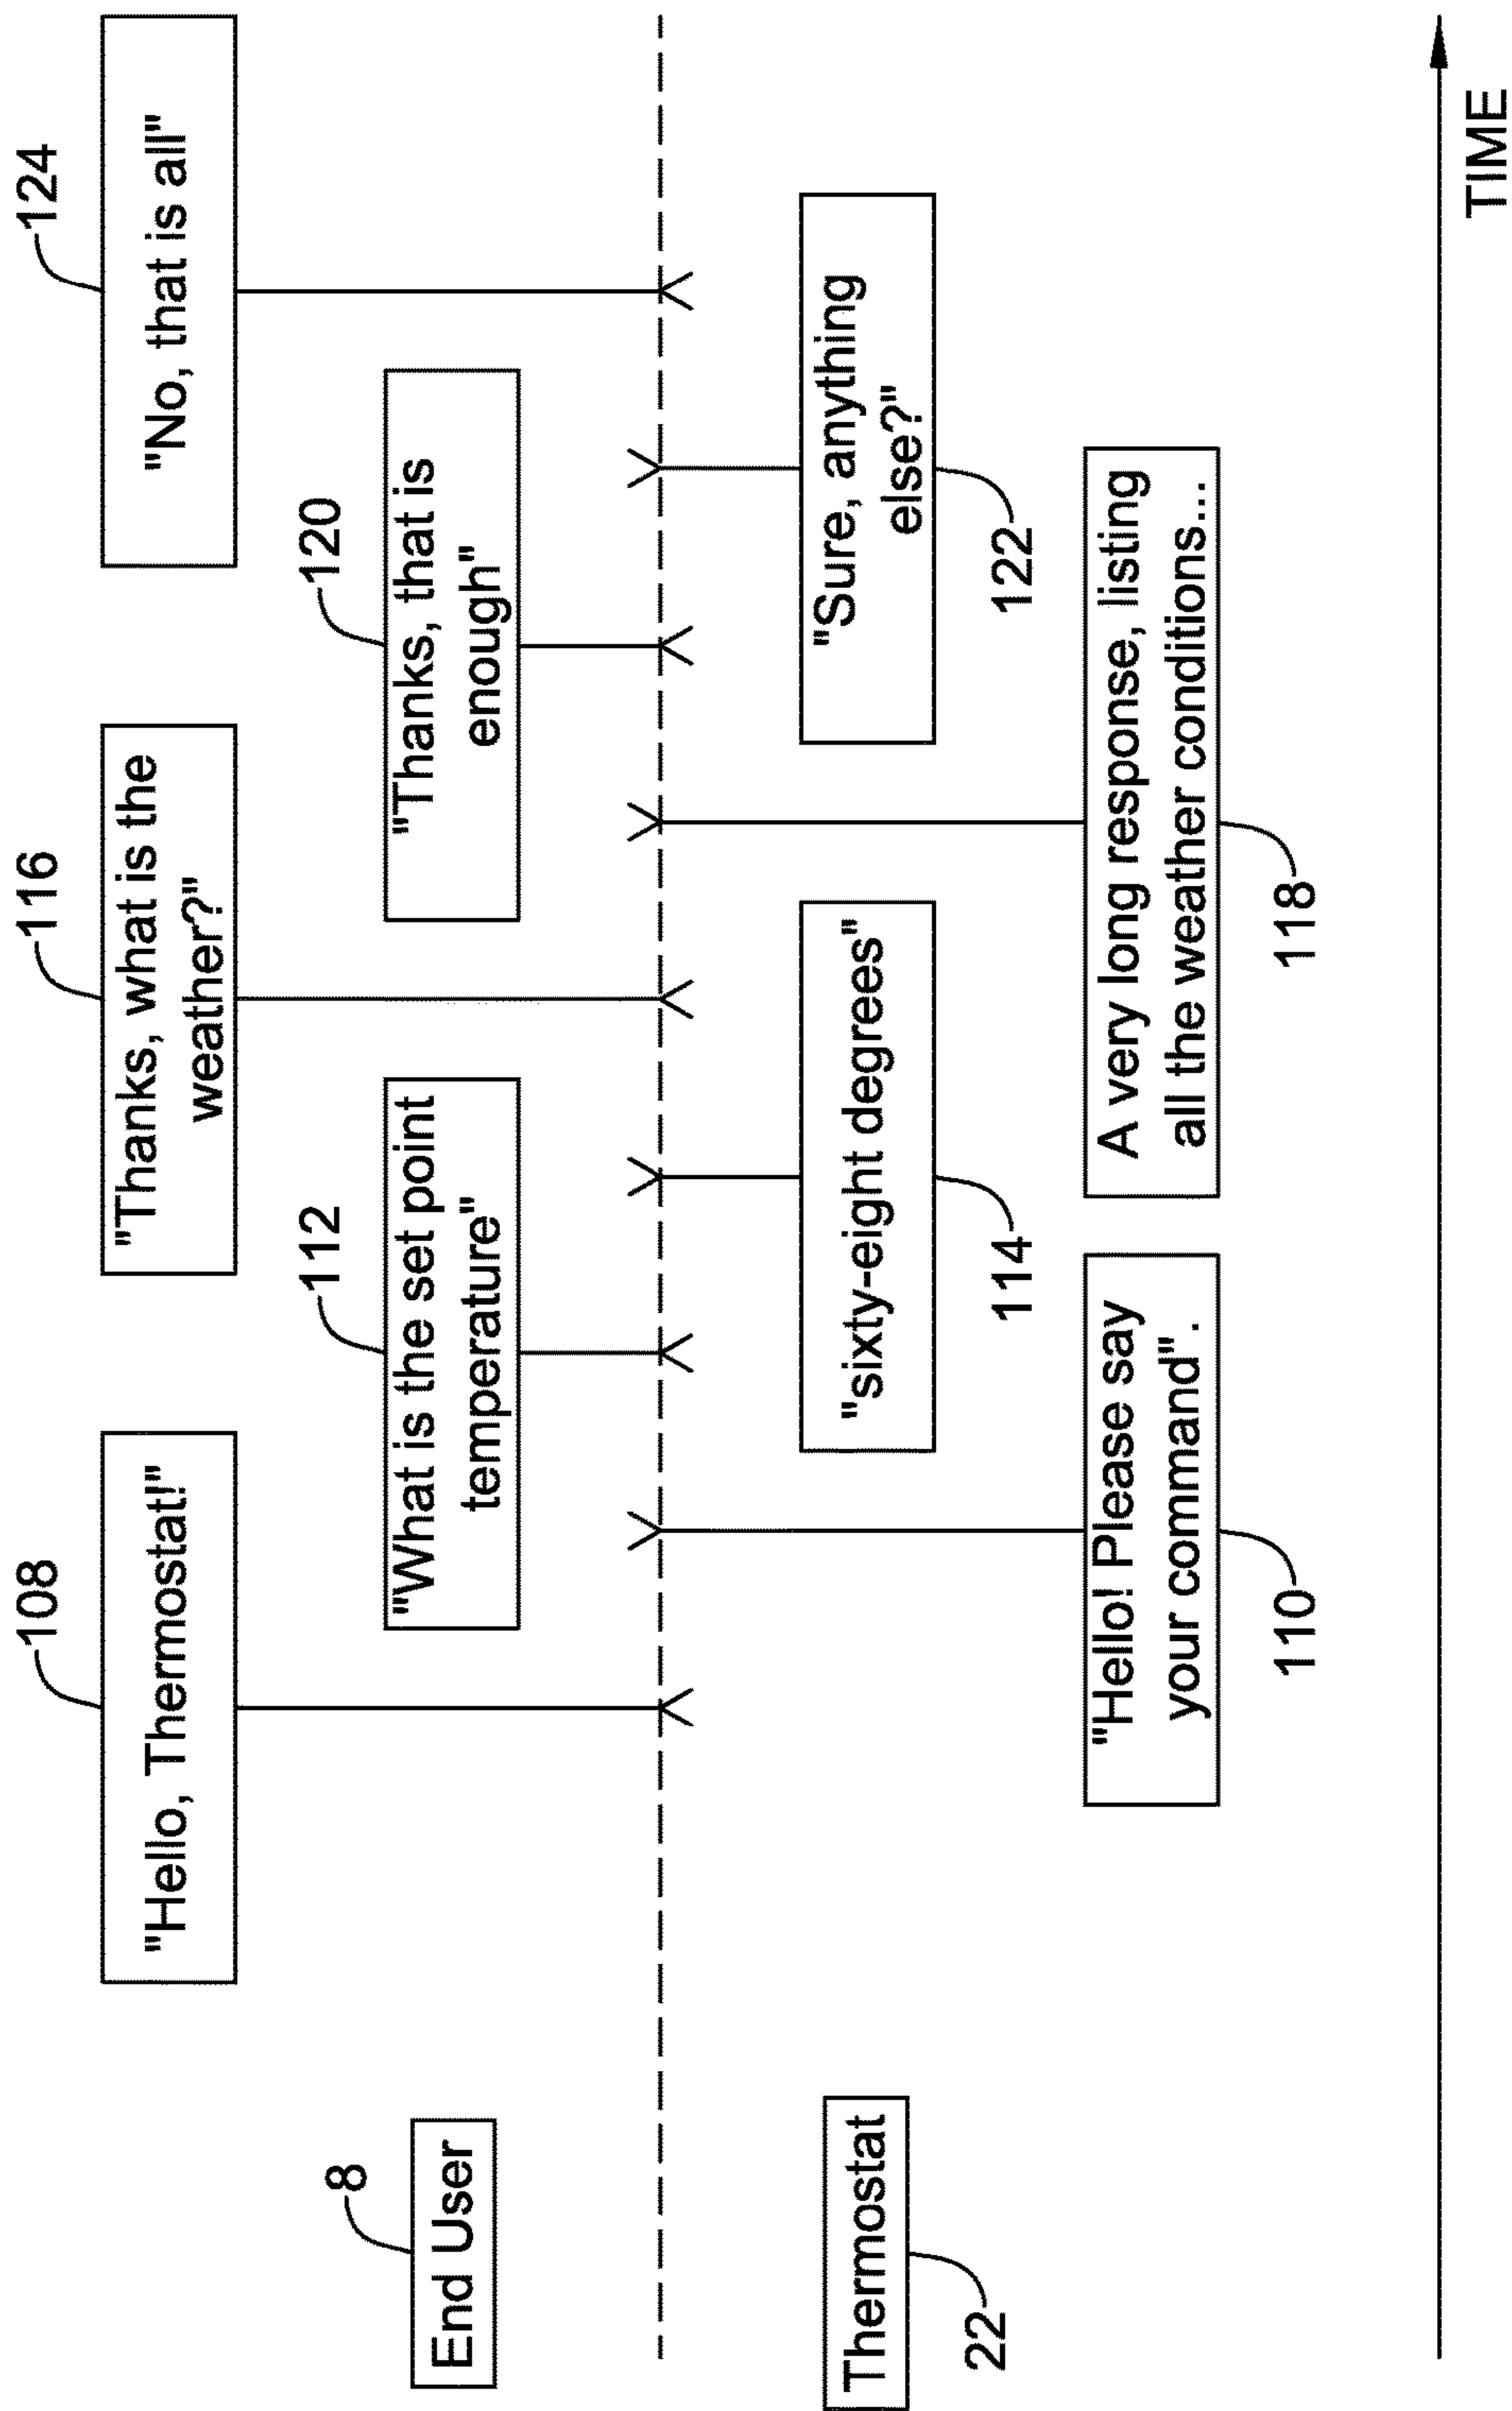 108
"Hello, Thermostat!"
116
"Thanks, what is the
weather?"
124
"No, that is all"
8
End User
112
"What is the set point
temperature"
120
"Thanks, that is
enough"
Thermostat
22
"sixty-eight degrees"
114
"Sure, anything
else?"
122
"Hello! Please say
your command".
110
A very long response, listing
all the weather conditions...
118
TIME